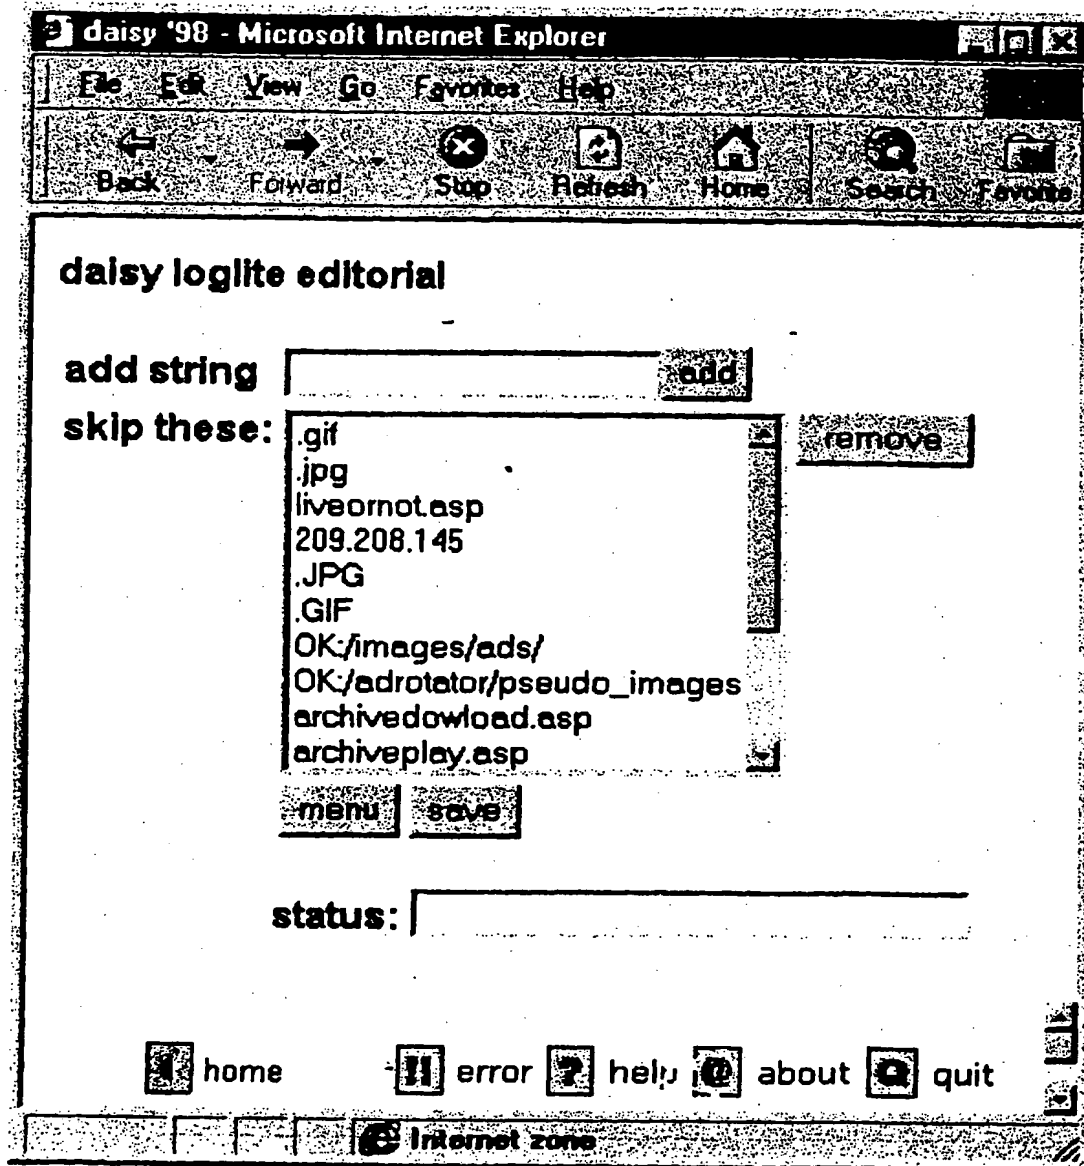 daisy '98 - Microsoft Internet Explorer
File Edit View Go Favorites Help
Back Forward Stop Refresh Home Search Favorite
daisy loglite editorial
add string add
skip these: remove
.gif
.jpg
liveornot.asp
209.208.145
.JPG
.GIF
OK:/images/ads/
OK:/adrotator/pseudo_images
archivedowload.asp
archiveplay.asp
menu save
status:
home !! error ? help @ about Q quit
Internet zone